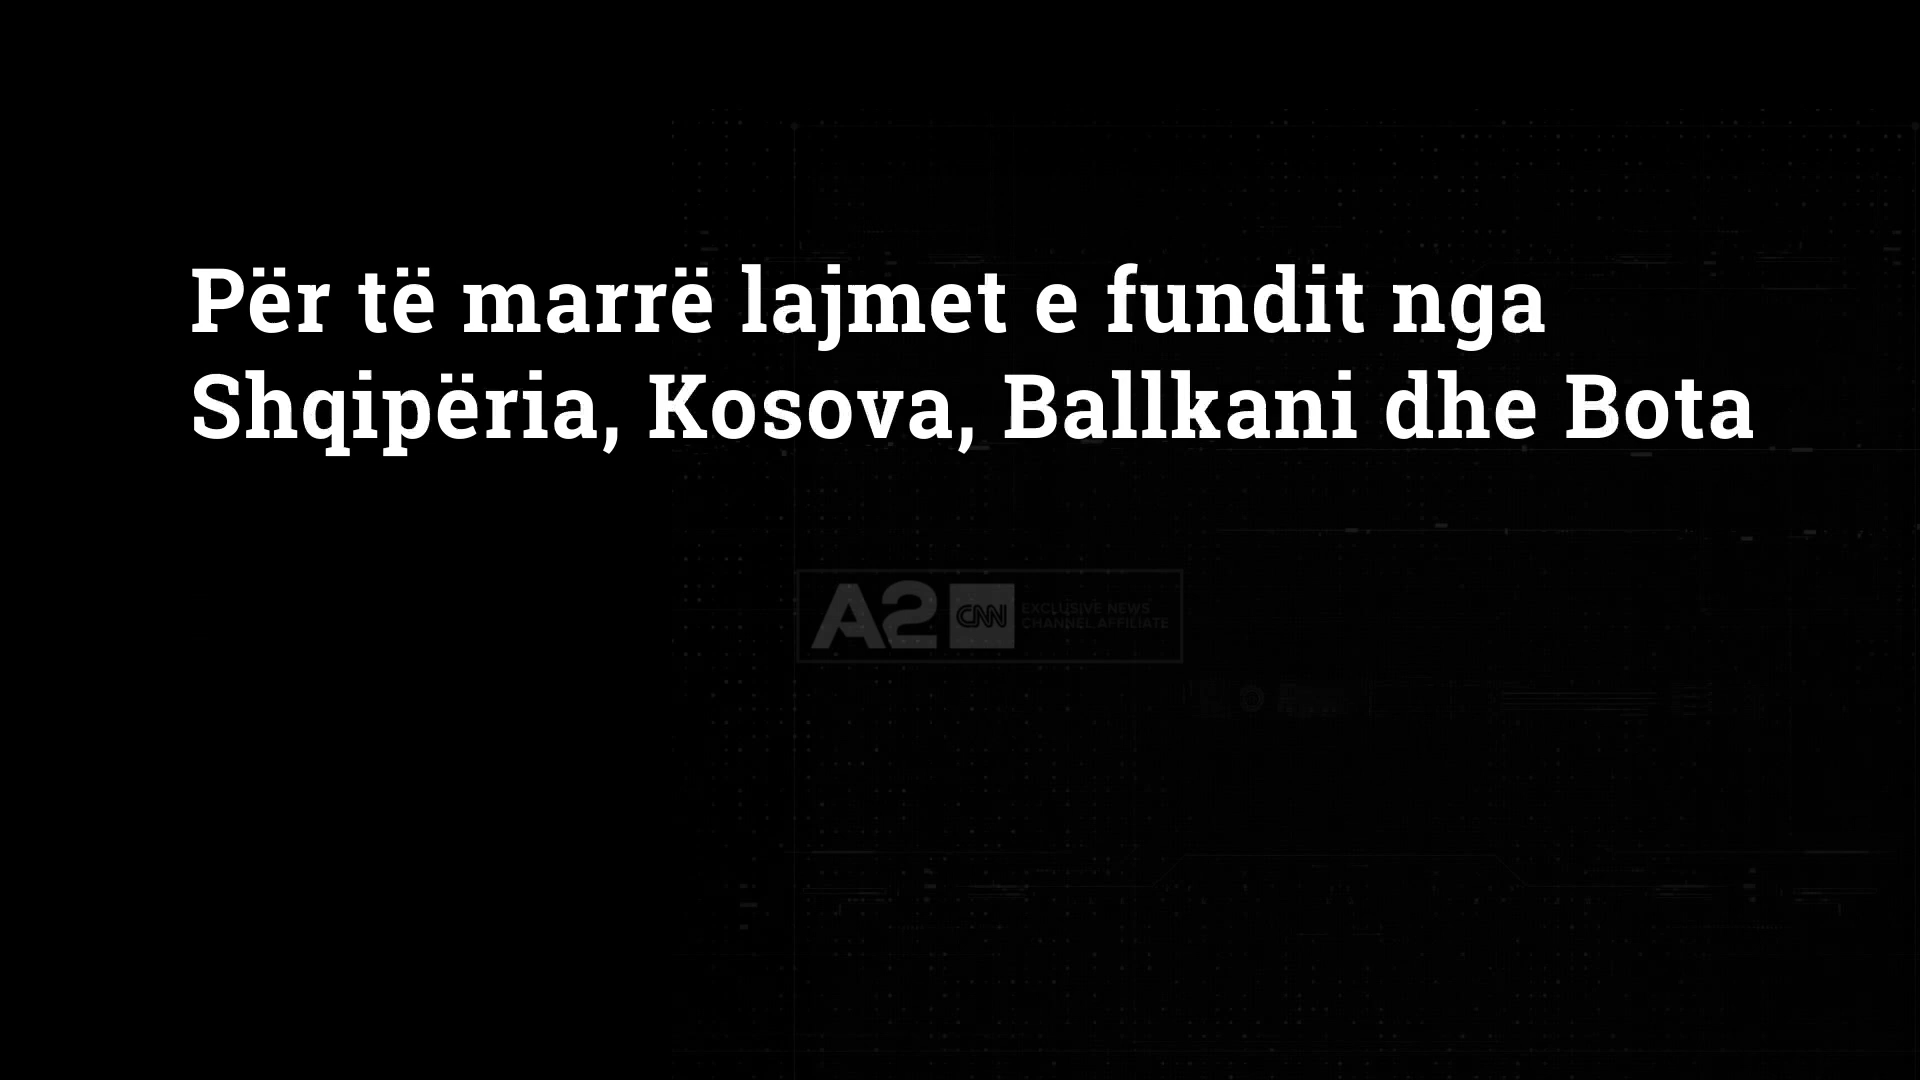 Për të marrë lajmet e fundit nga
Shqipëria, Kosova, Ballkani dhe Bota
A2 CNN EXCLUSIVE NEWS
CHANNEL AFFILIATE